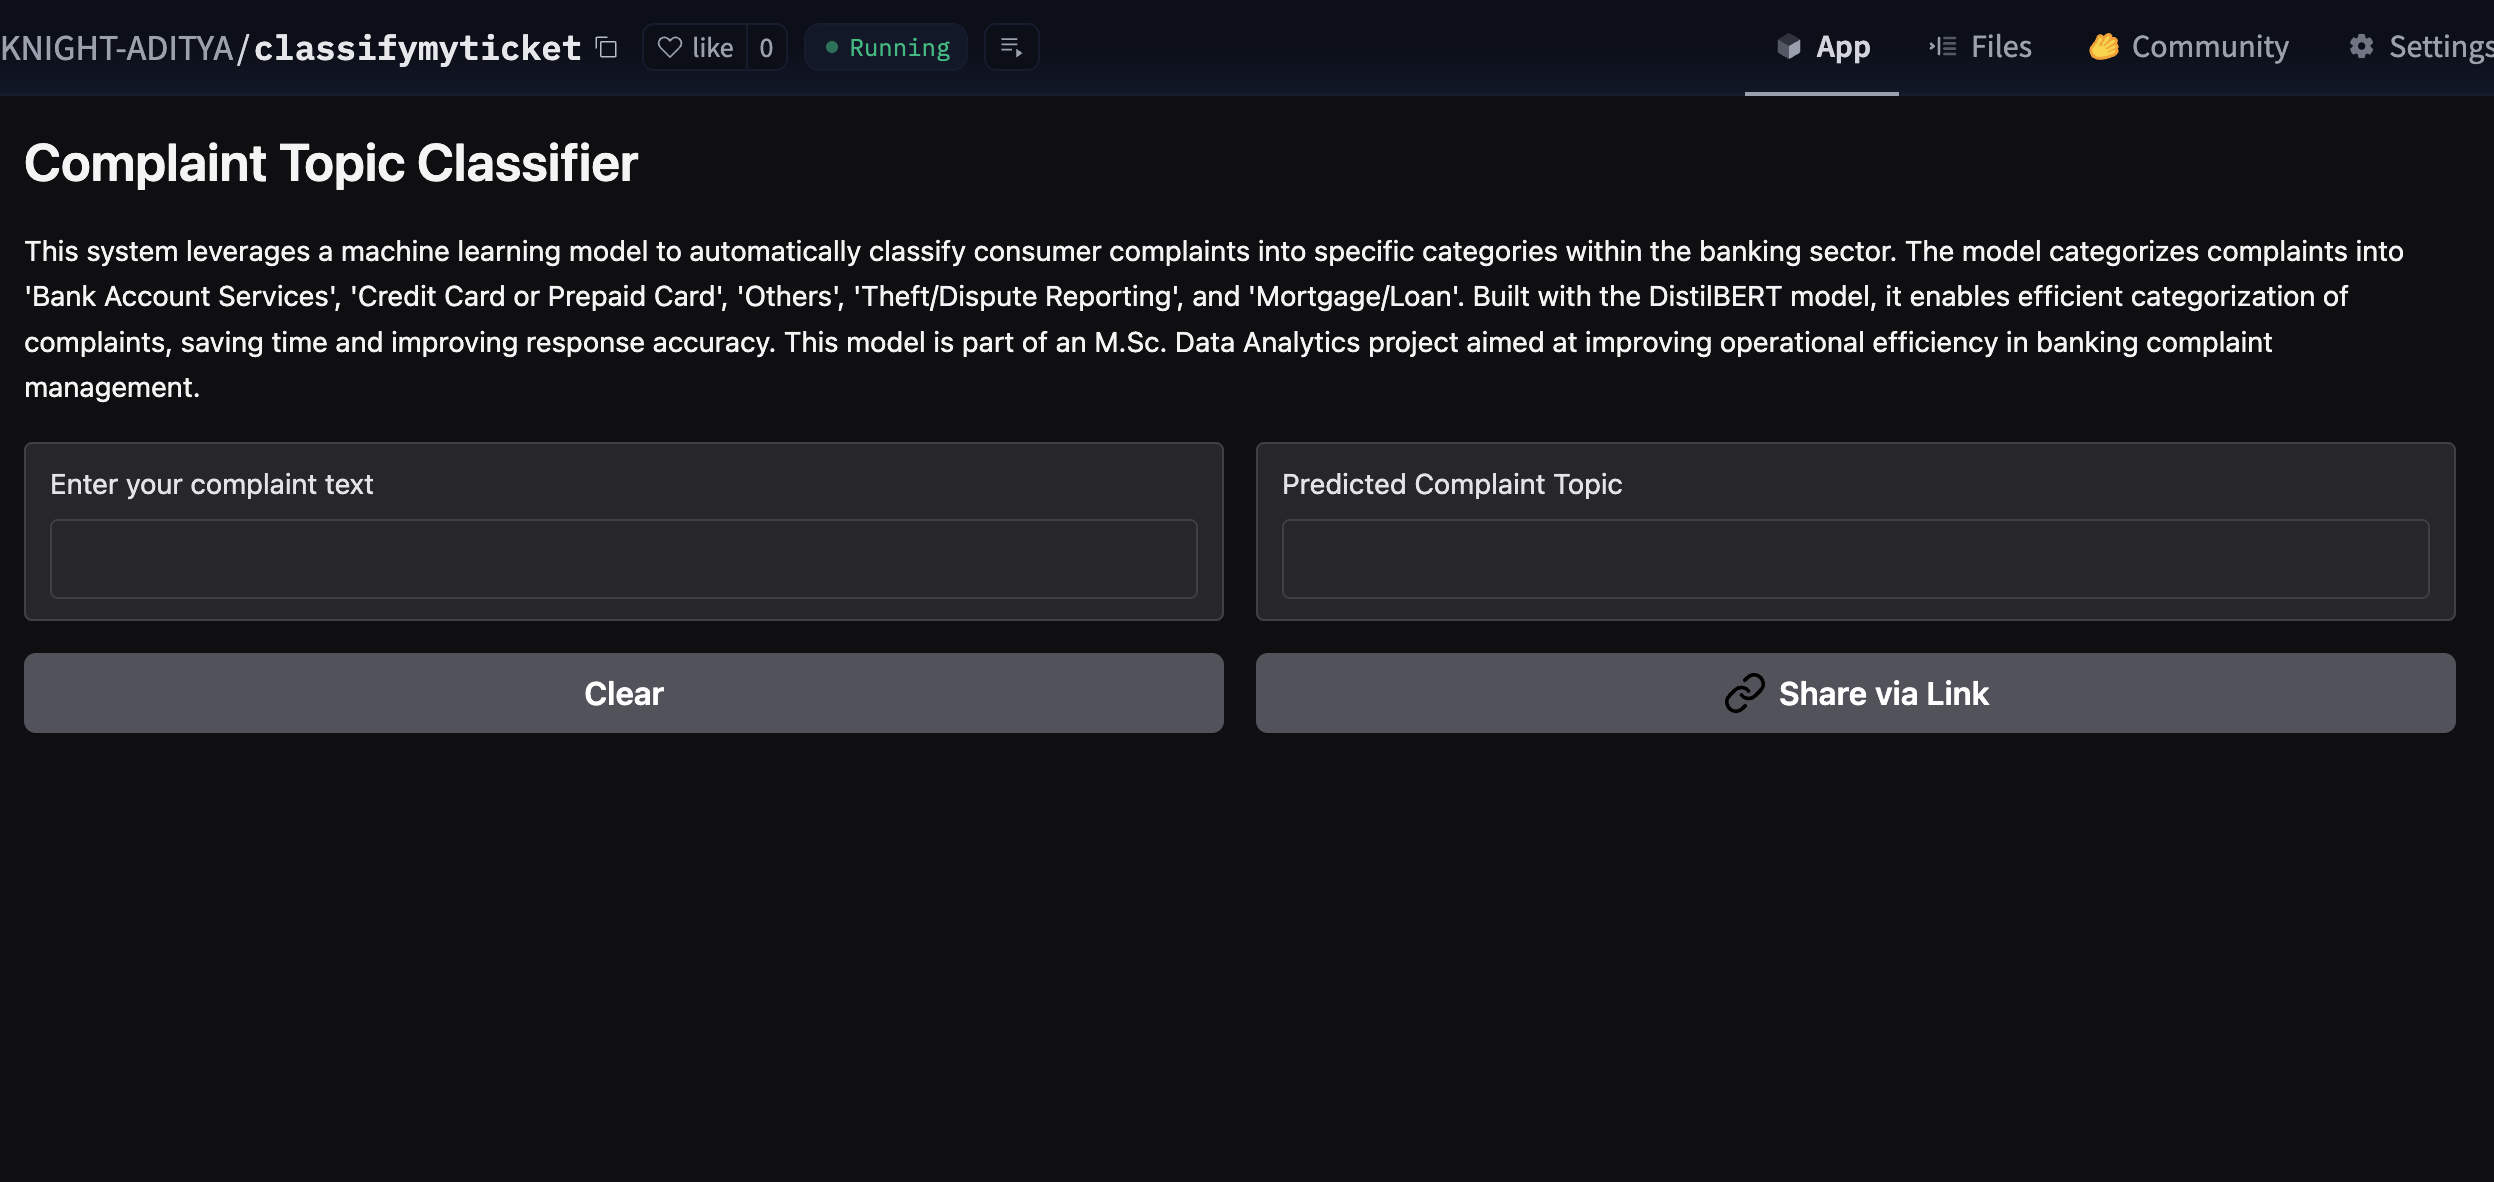 KNIGHT-ADITYA/classifymyticket like 0 Running App Files Community Settings
Complaint Topic Classifier
This system leverages a machine learning model to automatically classify consumer complaints into specific categories within the banking sector. The model categorizes complaints into
'Bank Account Services', 'Credit Card or Prepaid Card', 'Others', 'Theft/Dispute Reporting', and 'Mortgage/Loan'. Built with the DistilBERT model, it enables efficient categorization of
complaints, saving time and improving response accuracy. This model is part of an M.Sc. Data Analytics project aimed at improving operational efficiency in banking complaint
management.
Enter your complaint text
Predicted Complaint Topic
Clear
Share via Link